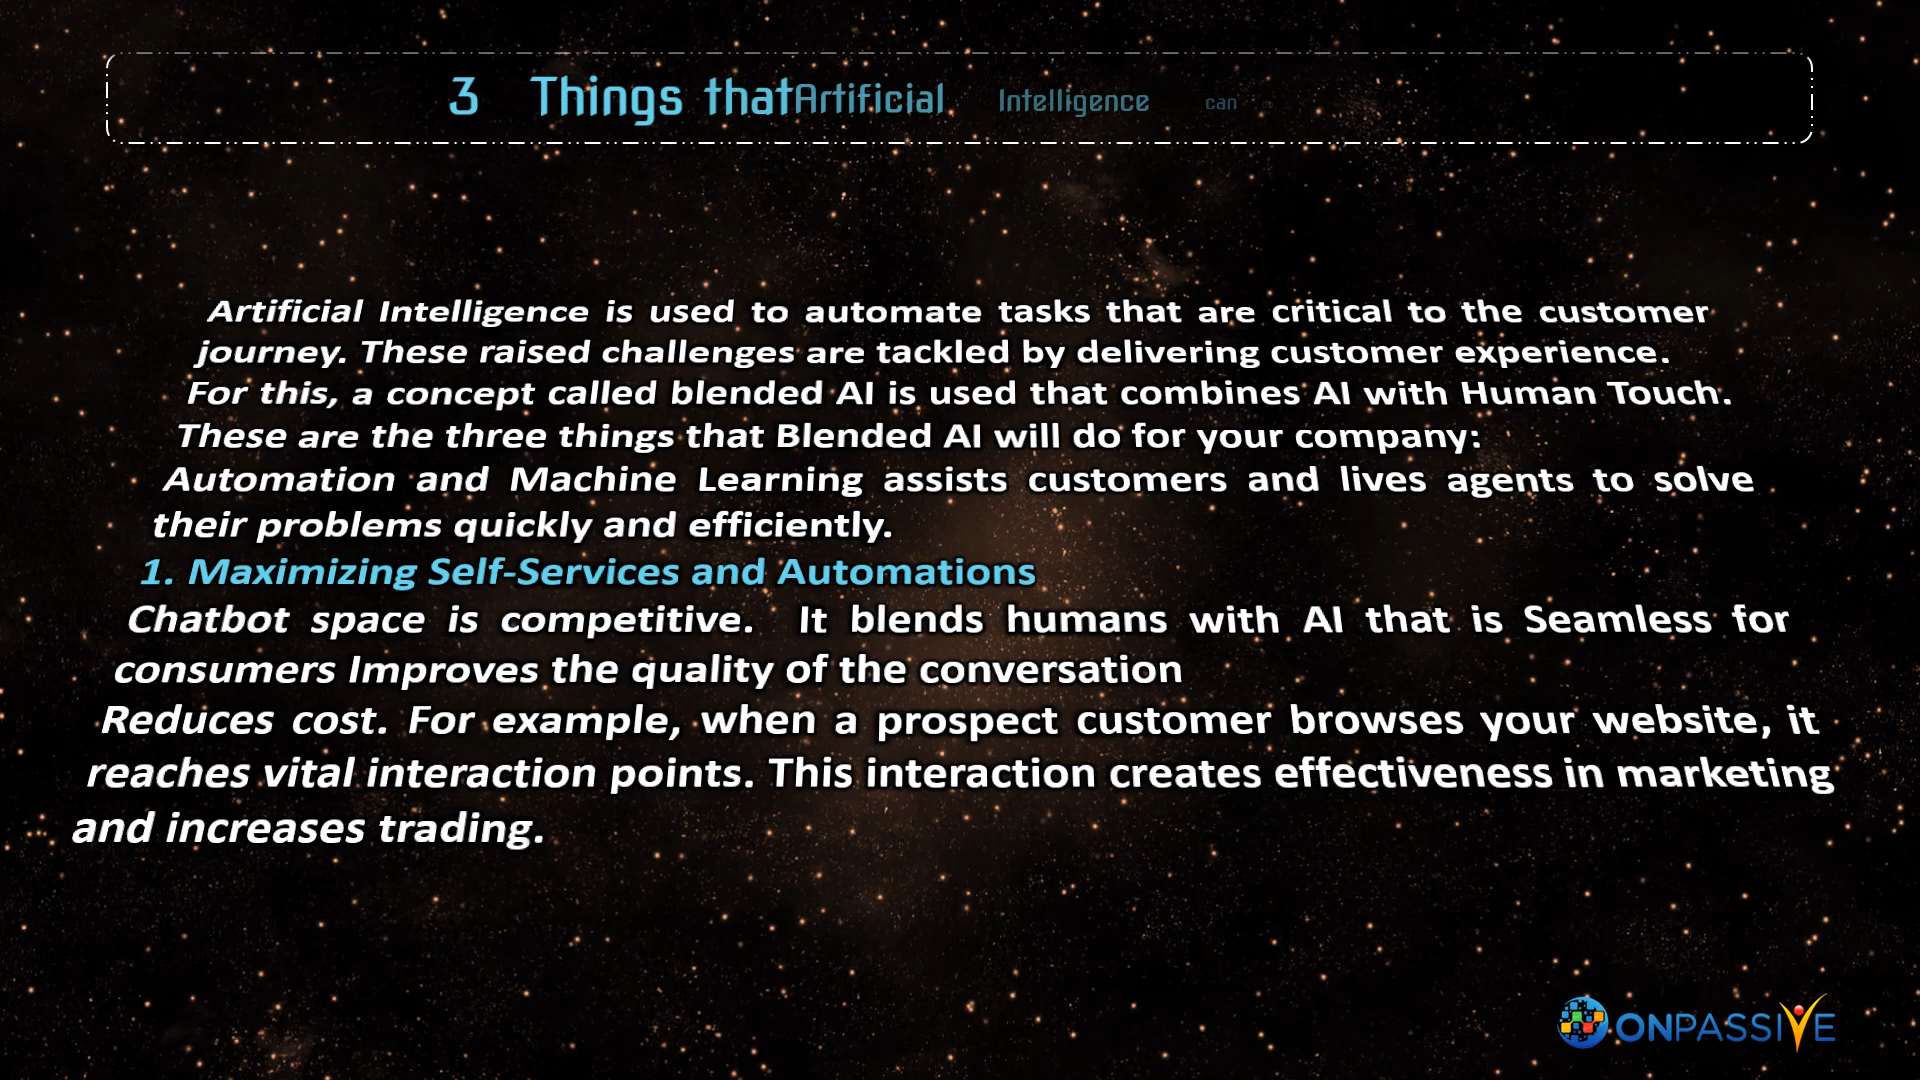 3 Things that Artificial Intelligence can
Artificial Intelligence is used to automate tasks that are critical to the customer
journey. These raised challenges are tackled by delivering customer experience.
For this, a concept called blended AI is used that combines AI with Human Touch.
These are the three things that Blended AI will do for your company:
Automation and Machine Learning assists customers and lives agents to solve
their problems quickly and efficiently.
1. Maximizing Self-Services and Automations
Chatbot space is competitive. It blends humans with AI that is Seamless for
consumers Improves the quality of the conversation
Reduces cost. For example, when a prospect customer browses your website, it
reaches vital interaction points. This interaction creates effectiveness in marketing
and increases trading.
ONPASSIVE